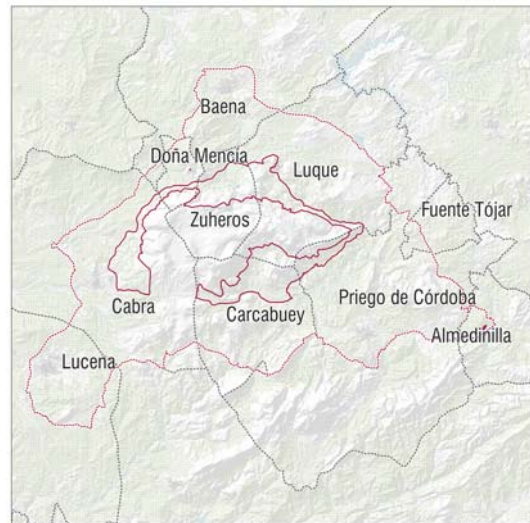 Baena
Doña Mencía
Luque
Fuente Tójar
Zuheros
Priego de Córdoba
Cabra
Carcabuey
Almedinilla
Lucena